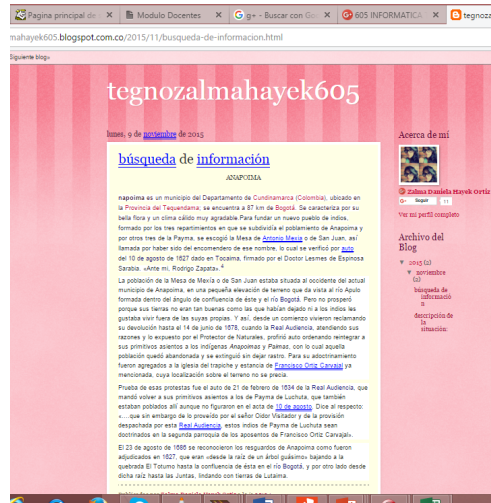 Pagina principal de
Modulo Docentes
g+ - Buscar con Go
605 INFORMATICA
tegnoza
mahayek605.blogspot.com.co/2015/11/busqueda-de-informacion.html
Siguiente blog»
tegnozalmahayek605
lunes, 9 de noviembre de 2015
búsqueda de información
ANAPOIMA
napoima es un municipio del Departamento de Cundinamarca (Colombia), ubicado en
la Provincia del Tequendama; se encuentra a 87 km de Bogotá. Se caracteriza por su
bella flora y un clima cálido muy agradable.Para fundar un nuevo pueblo de indios,
formado por los tres repartimientos en que se subdividía el poblamiento de Anapoima y
por otros tres de la Payma, se escogió la Mesa de Antonio Mexía o de San Juan, así
llamada por haber sido del encomendero de ese nombre, lo cual se verificó por auto
del 10 de agosto de 1627 dado en Tocaima, firmado por el Doctor Lesmes de Espinosa
Sarabia. «Ante mí, Rodrigo Zapata».4
La población de la Mesa de Mexía o de San Juan estaba situada al occidente del actual
municipio de Anapoima, en una pequeña elevación de terreno que da vista al río Apulo
formada dentro del ángulo de confluencia de éste y el río Bogotá. Pero no prosperó
porque sus tierras no eran tan buenas como las que habían dejado ni a los indios les
gustaba vivir fuera de las suyas propias. Y así, desde un comienzo vivieron reclamando
su devolución hasta el 14 de junio de 1678, cuando la Real Audiencia, atendiendo sus
razones y lo expuesto por el Protector de Naturales, profirió auto ordenando reintegrar a
sus primitivos asientos a los indígenas Anapoimas y Paimas, con lo cual aquella
población quedó abandonada y se extinguió sin dejar rastro. Para su adoctrinamiento
fueron agregados a la iglesia del trapiche y estancia de Francisco Ortiz Carvajal ya
mencionada, cuya localización sobre el terreno no se precia.
Prueba de esas protestas fue el auto de 21 de febrero de 1634 de la Real Audiencia, que
mandó volver a sus primitivos asientos a los de Payma de Luchuta, que también
estaban poblados allí aunque no figuraron en el acta de 10 de agosto. Dice al respecto:
«....que sin embargo de lo proveído por el señor Oidor Visitador y de la provisión
despachada por esta Real Audiencia, estos indios de Payma de Luchuta sean
doctrinados en la segunda parroquia de los aposentos de Francisco Ortiz Carvajal».
El 23 de agosto de 1686 se reconocieron los resguardos de Anapoima como fueron
adjudicados en 1627, que eran «desde la raíz de un árbol guásimo» bajando a la
quebrada El Totumo hasta la confluencia de ésta en el río Bogotá, y por otro lado desde
dicha raíz hasta las Juntas, lindando con tierras de Lutaima.
Acerca de mí
Zalma Daniela Hayek Ortiz
G+ Seguir 11
Ver mi perfil completo
Archivo del
Blog
▼ 2015 (2)
▼ noviembre
(2)
búsqueda de
informació
n
descripción de
la
situación: